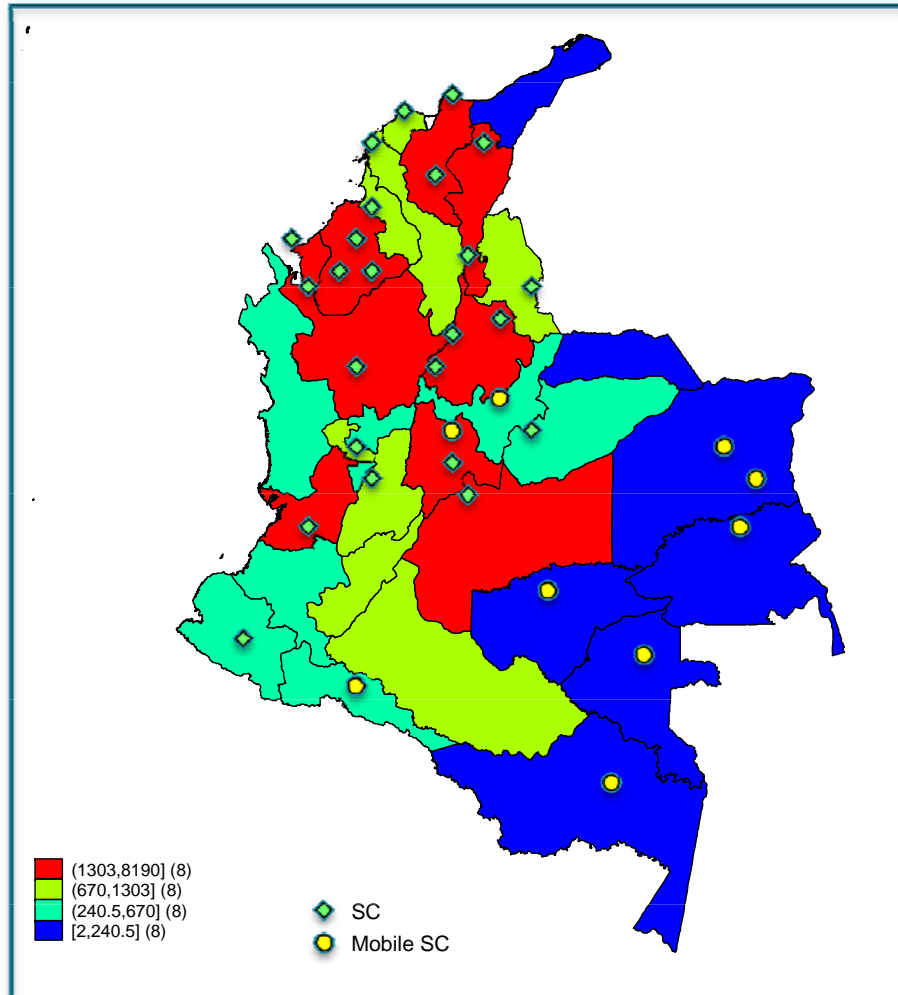 (1303,8190] (8)
(670,1303] (8)
(240.5,670] (8)
[2,240.5] (8)
SC
Mobile SC